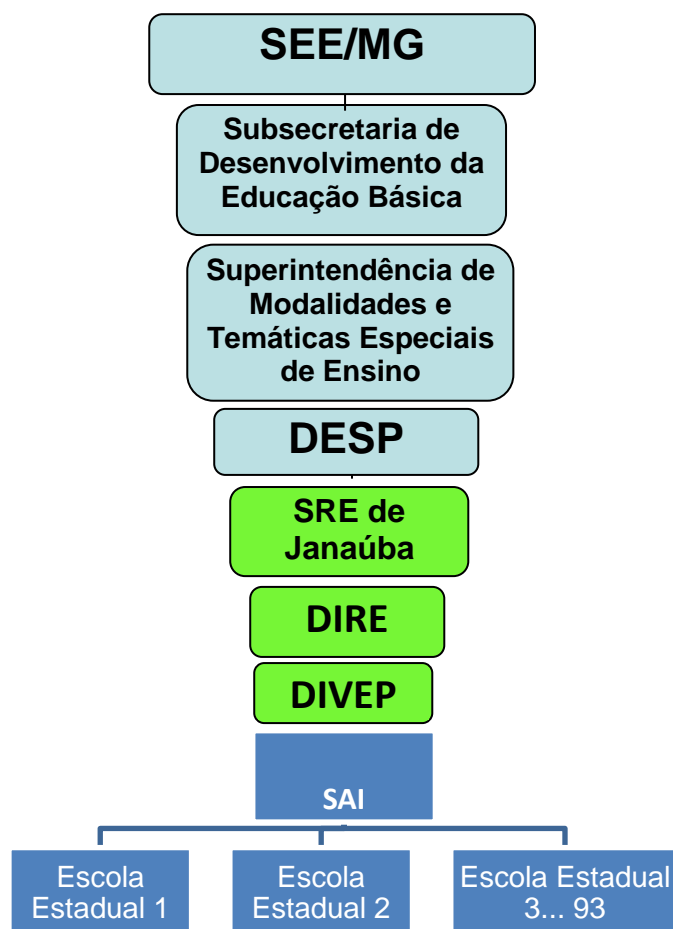 SEE/MG
Subsecretaria de
Desenvolvimento da
Educação Básica
Superintendência de
Modalidades e
Temáticas Especiais
de Ensino
DESP
SRE de
Janaúba
DIRE
DIVEP
SAI
Escola
Estadual 1
Escola
Estadual 2
Escola Estadual
3... 93